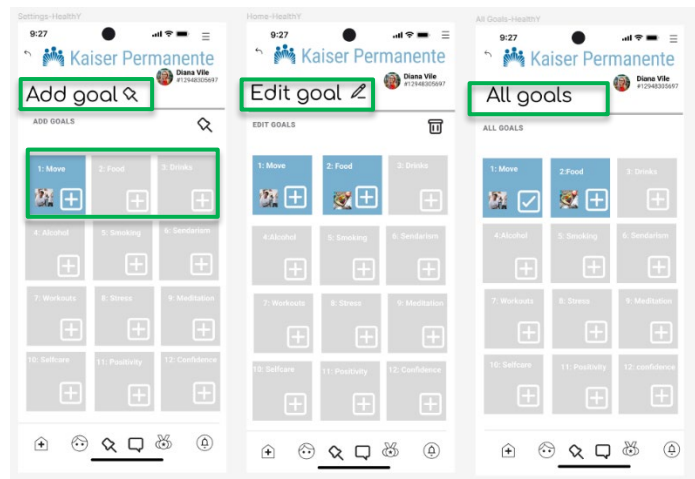 Settings-HealthY
9:27
Kaiser Permanente
Diana Vile
#12948305697
Add goal
ADD GOALS
1: Move
2: Food
3: Drinks
4: Alcohol
5: Smoking
6: Sendarism
7: Workouts
8: Stress
9: Meditation
10: Selfcare
11: Positivity
12: Confidence
Home-HealthY
9:27
Kaiser Permanente
Diana Vile
#12948305697
Edit goal
EDIT GOALS
1: Move
2: Food
3: Drinks
4:Alcohol
5: Smoking
6: Sendarism
7: Workouts
8: Stress
9: Meditation
10: Selfcare
11: Positivity
12: Confidence
All Goals-HealthY
9:27
Kaiser Permanente
Diana Vile
#12948305697
All goals
ALL GOALS
1: Move
2:Food
3: Drinks
4:Alcohol
5: Smoking
6: Sendarism
7: Workouts
8: Stress
9: Meditation
10: Selfcare
11: Positivity
12: confidence